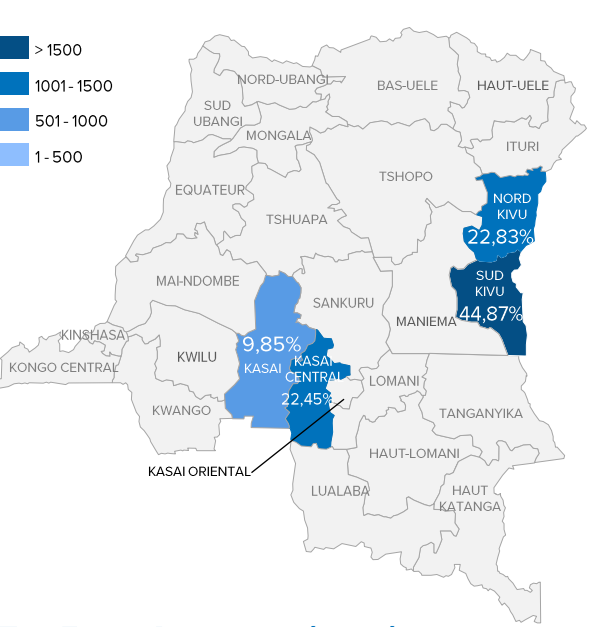 > 1500
1001 - 1500
501 - 1000
1 - 500
NORD-UBANGI
BAS-UELE
HAUT-UELE
SUD
UBANGI
MONGALA
ITURI
TSHOPO
EQUATEUR
TSHUAPA
NORD
KIVU
22,83%
SUD
KIVU
44,87%
MAI-NDOMBE
SANKURU
MANIEMA
KINSHASA
KONGO CENTRAL
KWILU
9,85%
KASAI
KASAI
CENTRAL
22,45%
LOMANI
KWANGO
TANGANYIKA
KASAI ORIENTAL
HAUT-LOMANI
LUALABA
HAUT
KATANGA